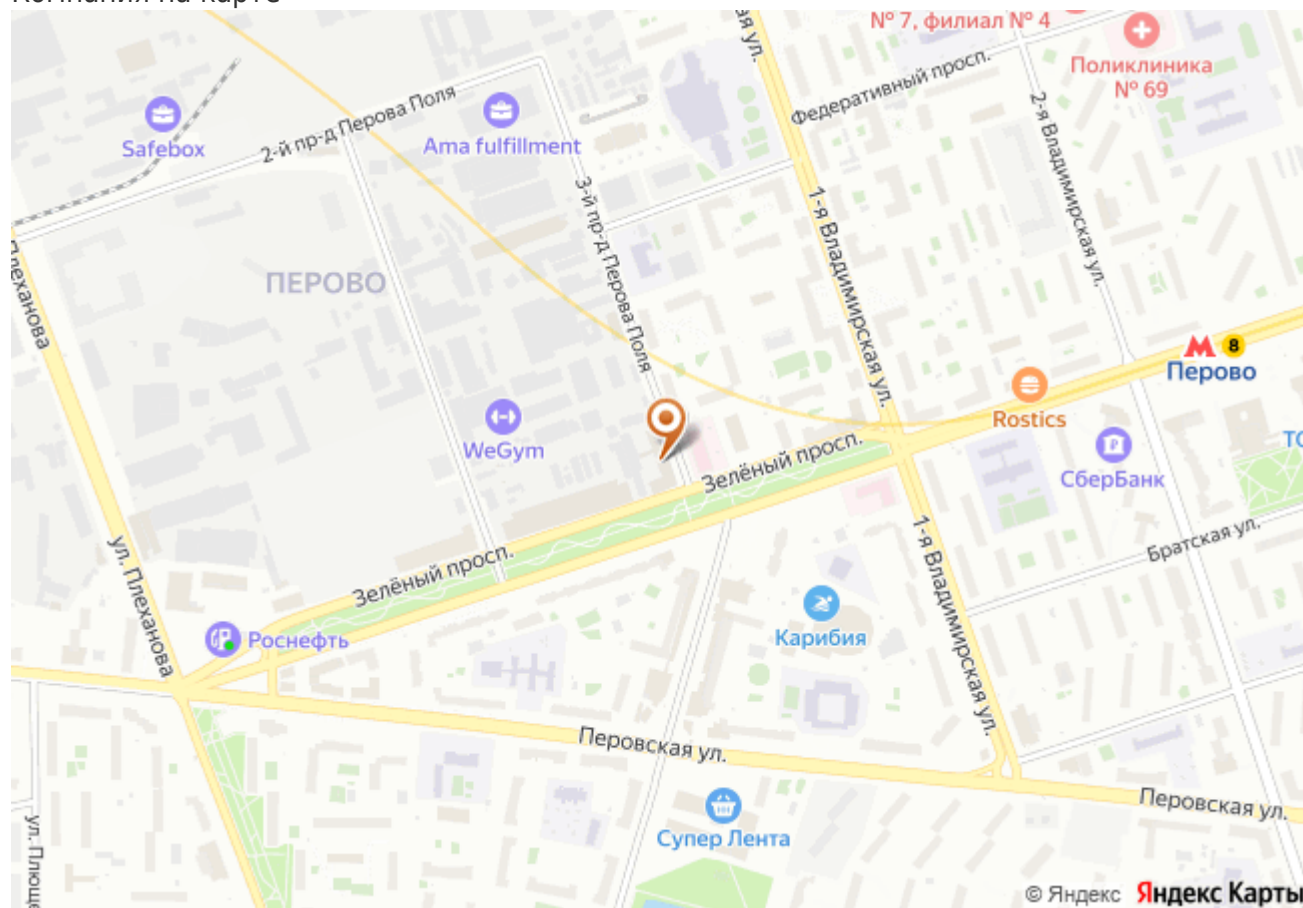 № 7, филиал № 4
Поликлиника
№ 69
Федеративный просп.
2-я Владимирская ул.
Safebox
2-й пр-д Перова Поля
Ama fulfillment
3-й пр-д Перова Поля
1-я Владимирская ул.
ПЕРОВО
Плеханова
8
Перово
Rostics
WeGym
Зелёный просп.
СберБанк
Братская ул.
1-я Владимирская ул.
ул. Плеханова
Зелёный просп.
Роснефть
Карибия
Перовская ул.
Перовская ул.
Супер Лента
© Яндекс Яндекс Карты